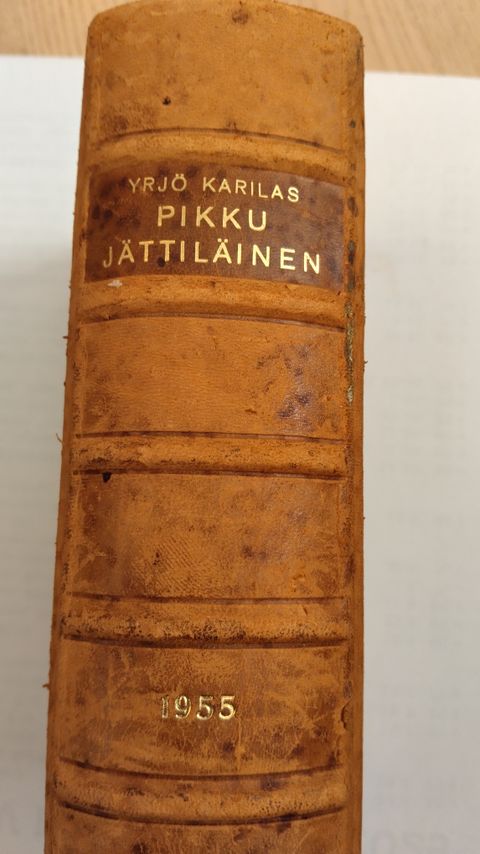 YRJÖ KARILAS
PIKKU
JÄTTILÄINEN
1955